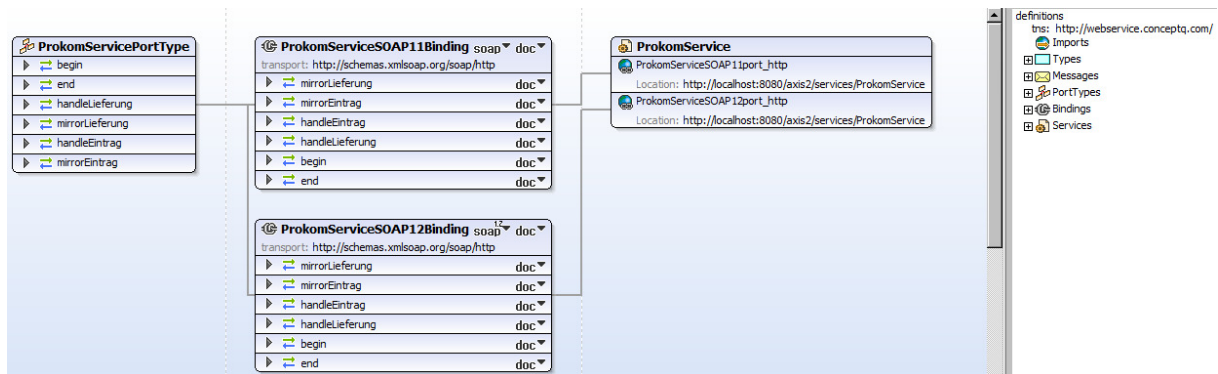 ProkomServicePortType
begin
end
handleLieferung
mirrorLieferung
handleEintrag
mirrorEintrag
ProkomServiceSOAP11Binding soap doc
transport: http://schemas.xmlsoap.org/soap/http
mirrorLieferung doc
mirrorEintrag doc
handleEintrag doc
handleLieferung doc
begin doc
end doc
ProkomServiceSOAP12Binding soap12 doc
transport: http://schemas.xmlsoap.org/soap/http
mirrorLieferung doc
mirrorEintrag doc
handleEintrag doc
handleLieferung doc
begin doc
end doc
ProkomService
ProkomServiceSOAP11port_http
Location: http://localhost:8080/axis2/services/ProkomService
ProkomServiceSOAP12port_http
Location: http://localhost:8080/axis2/services/ProkomService
definitions
tns: http://webservice.conceptq.com/
Imports
Types
Messages
PortTypes
Bindings
Services